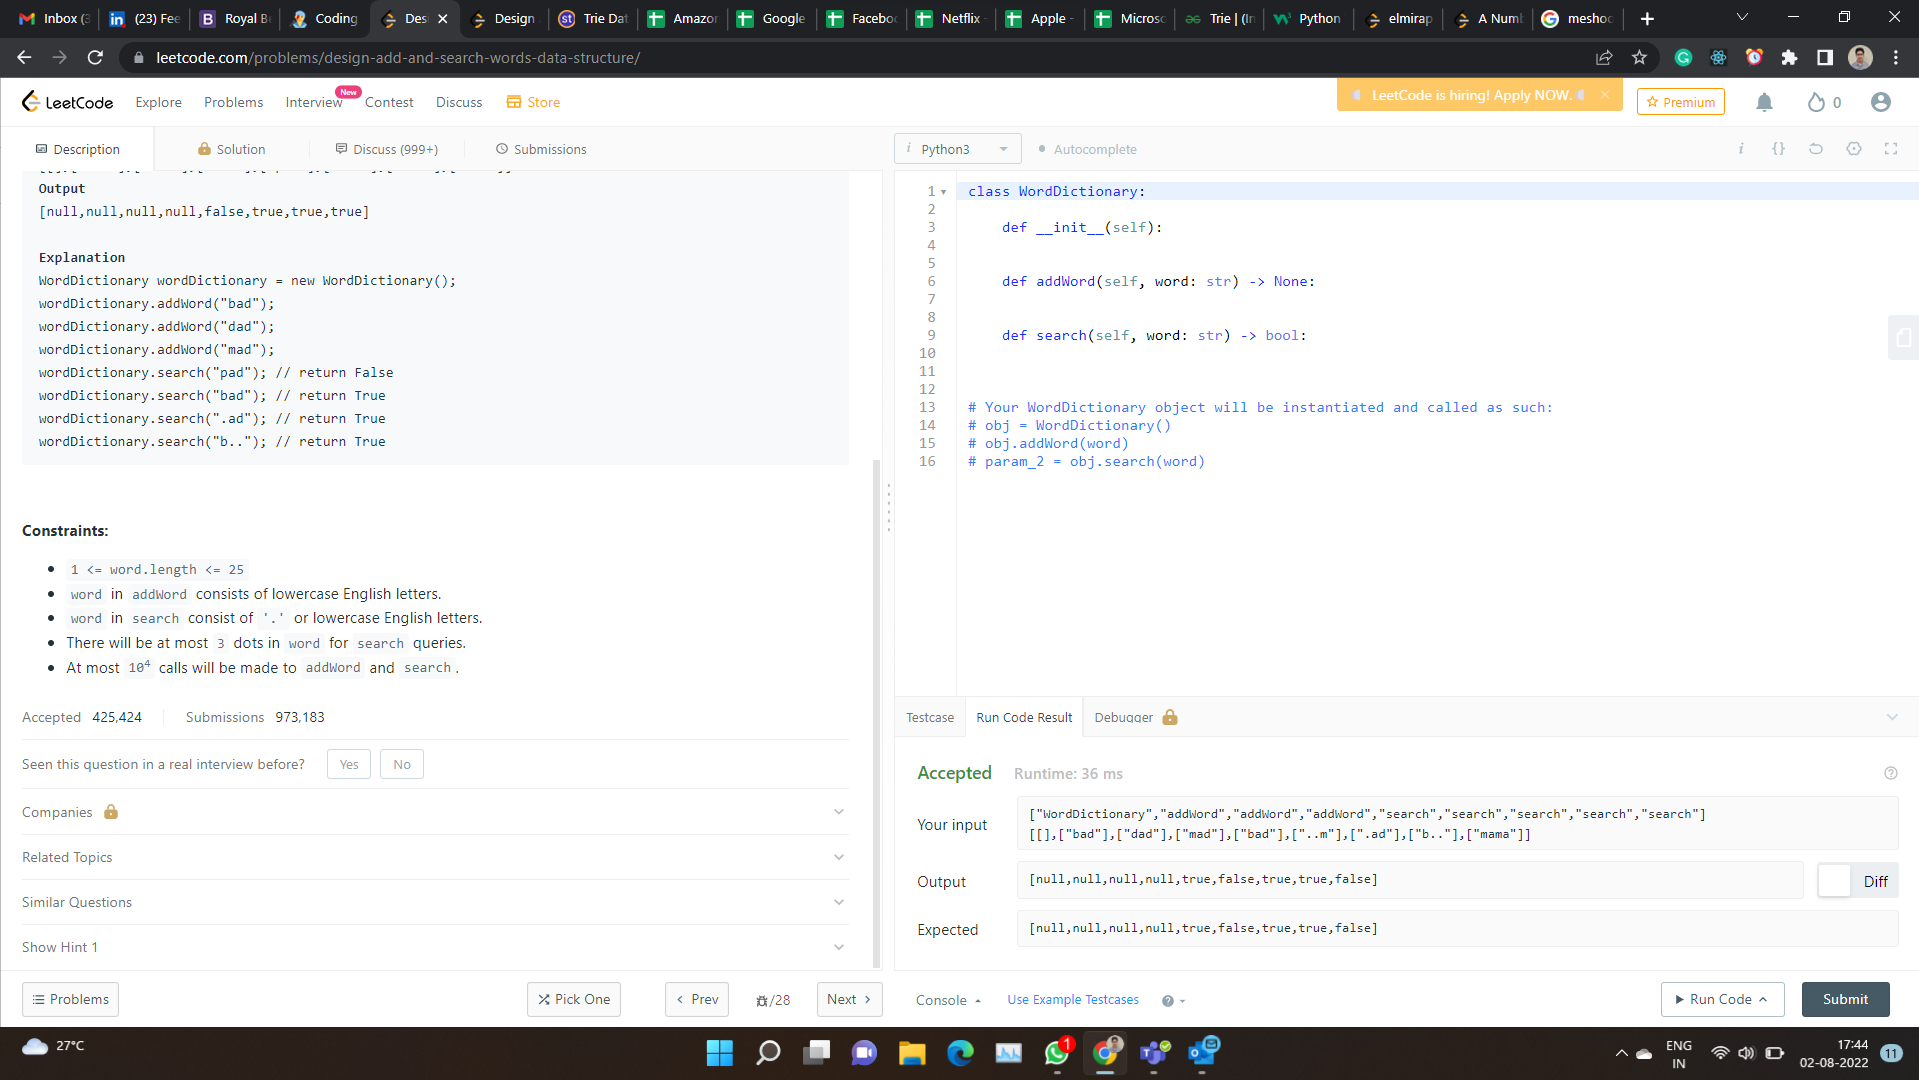 Inbox (3
(23) Fee
Royal B
Coding
Des
Design
Trie Dat
Amazon
Google
Faceboo
Netflix -
Apple -
Microso
Trie | (In
Python
elmirap
A Numb
meshoo
leetcode.com/problems/design-add-and-search-words-data-structure/
LeetCode
Explore
Problems
Interview
New
Contest
Discuss
Store
LeetCode is hiring! Apply NOW.
Premium
0
Description
Solution
Discuss (999+)
Submissions
Output
[null,null,null,null,false,true,true,true]
Explanation
WordDictionary wordDictionary = new WordDictionary();
wordDictionary.addWord("bad");
wordDictionary.addWord("dad");
wordDictionary.addWord("mad");
wordDictionary.search("pad"); // return False
wordDictionary.search("bad"); // return True
wordDictionary.search(".ad"); // return True
wordDictionary.search("b.."); // return True
Constraints:
1 <= word.length <= 25
word in addWord consists of lowercase English letters.
word in search consist of '.' or lowercase English letters.
There will be at most 3 dots in word for search queries.
At most 10⁴ calls will be made to addWord and search .
Accepted 425,424
Submissions 973,183
Seen this question in a real interview before?
Yes
No
Companies
Related Topics
Similar Questions
Show Hint 1
Problems
Pick One
Prev
/28
Next
i Python3
Autocomplete
i {}
1 class WordDictionary:
2
3 def __init__(self):
4
5
6 def addWord(self, word: str) -> None:
7
8
9 def search(self, word: str) -> bool:
10
11
12
13 # Your WordDictionary object will be instantiated and called as such:
14 # obj = WordDictionary()
15 # obj.addWord(word)
16 # param_2 = obj.search(word)
Testcase
Run Code Result
Debugger
Accepted
Runtime: 36 ms
Your input
["WordDictionary","addWord","addWord","addWord","search","search","search","search","search"]
[[],["bad"],["dad"],["mad"],["bad"],["..m"],[".ad"],["b.."],["mama"]]
Output
[null,null,null,null,true,false,true,true,false]
Diff
Expected
[null,null,null,null,true,false,true,true,false]
Console
Use Example Testcases
Run Code
Submit
27°C
1
ENG
IN
17:44
02-08-2022
11